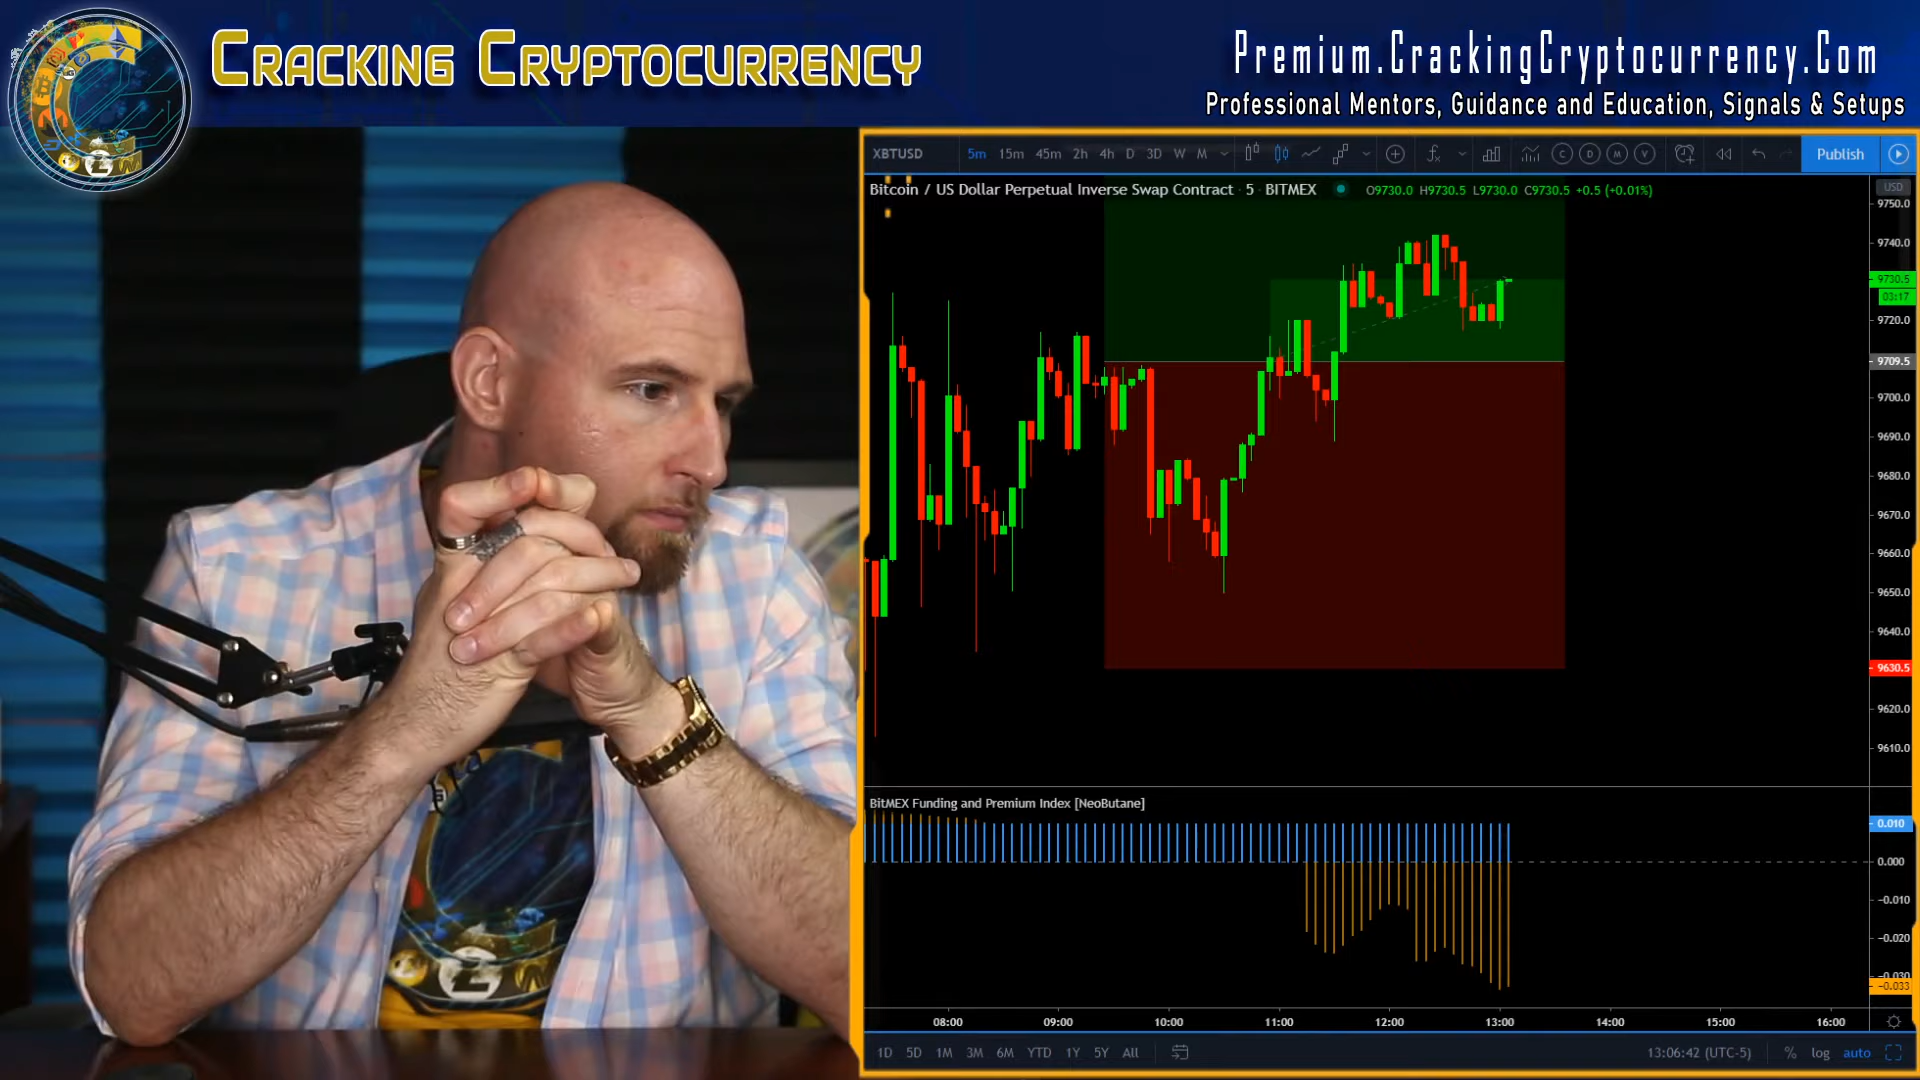 CRACKING CRYPTOCURRENCY
Premium.CrackingCryptocurrency.Com
Professional Mentors, Guidance and Education, Signals & Setups
XBTUSD 5m 15m 45m 2h 4h D 3D W M C D M V Publish
Bitcoin / US Dollar Perpetual Inverse Swap Contract · 5 · BITMEX O9730.0 H9730.5 L9730.0 C9730.5 +0.5 (+0.01%)
USD
9750.0
9740.0
9730.5
03:17
9720.0
9709.5
9700.0
9690.0
9680.0
9670.0
9660.0
9650.0
9640.0
9630.5
9620.0
9610.0
BitMEX Funding and Premium Index [NeoButane]
0.010
0.000
-0.010
-0.020
-0.030
-0.033
08:00 09:00 10:00 11:00 12:00 13:00 14:00 15:00 16:00
1D 5D 1M 3M 6M YTD 1Y 5Y All 13:06:42 (UTC-5) % log auto